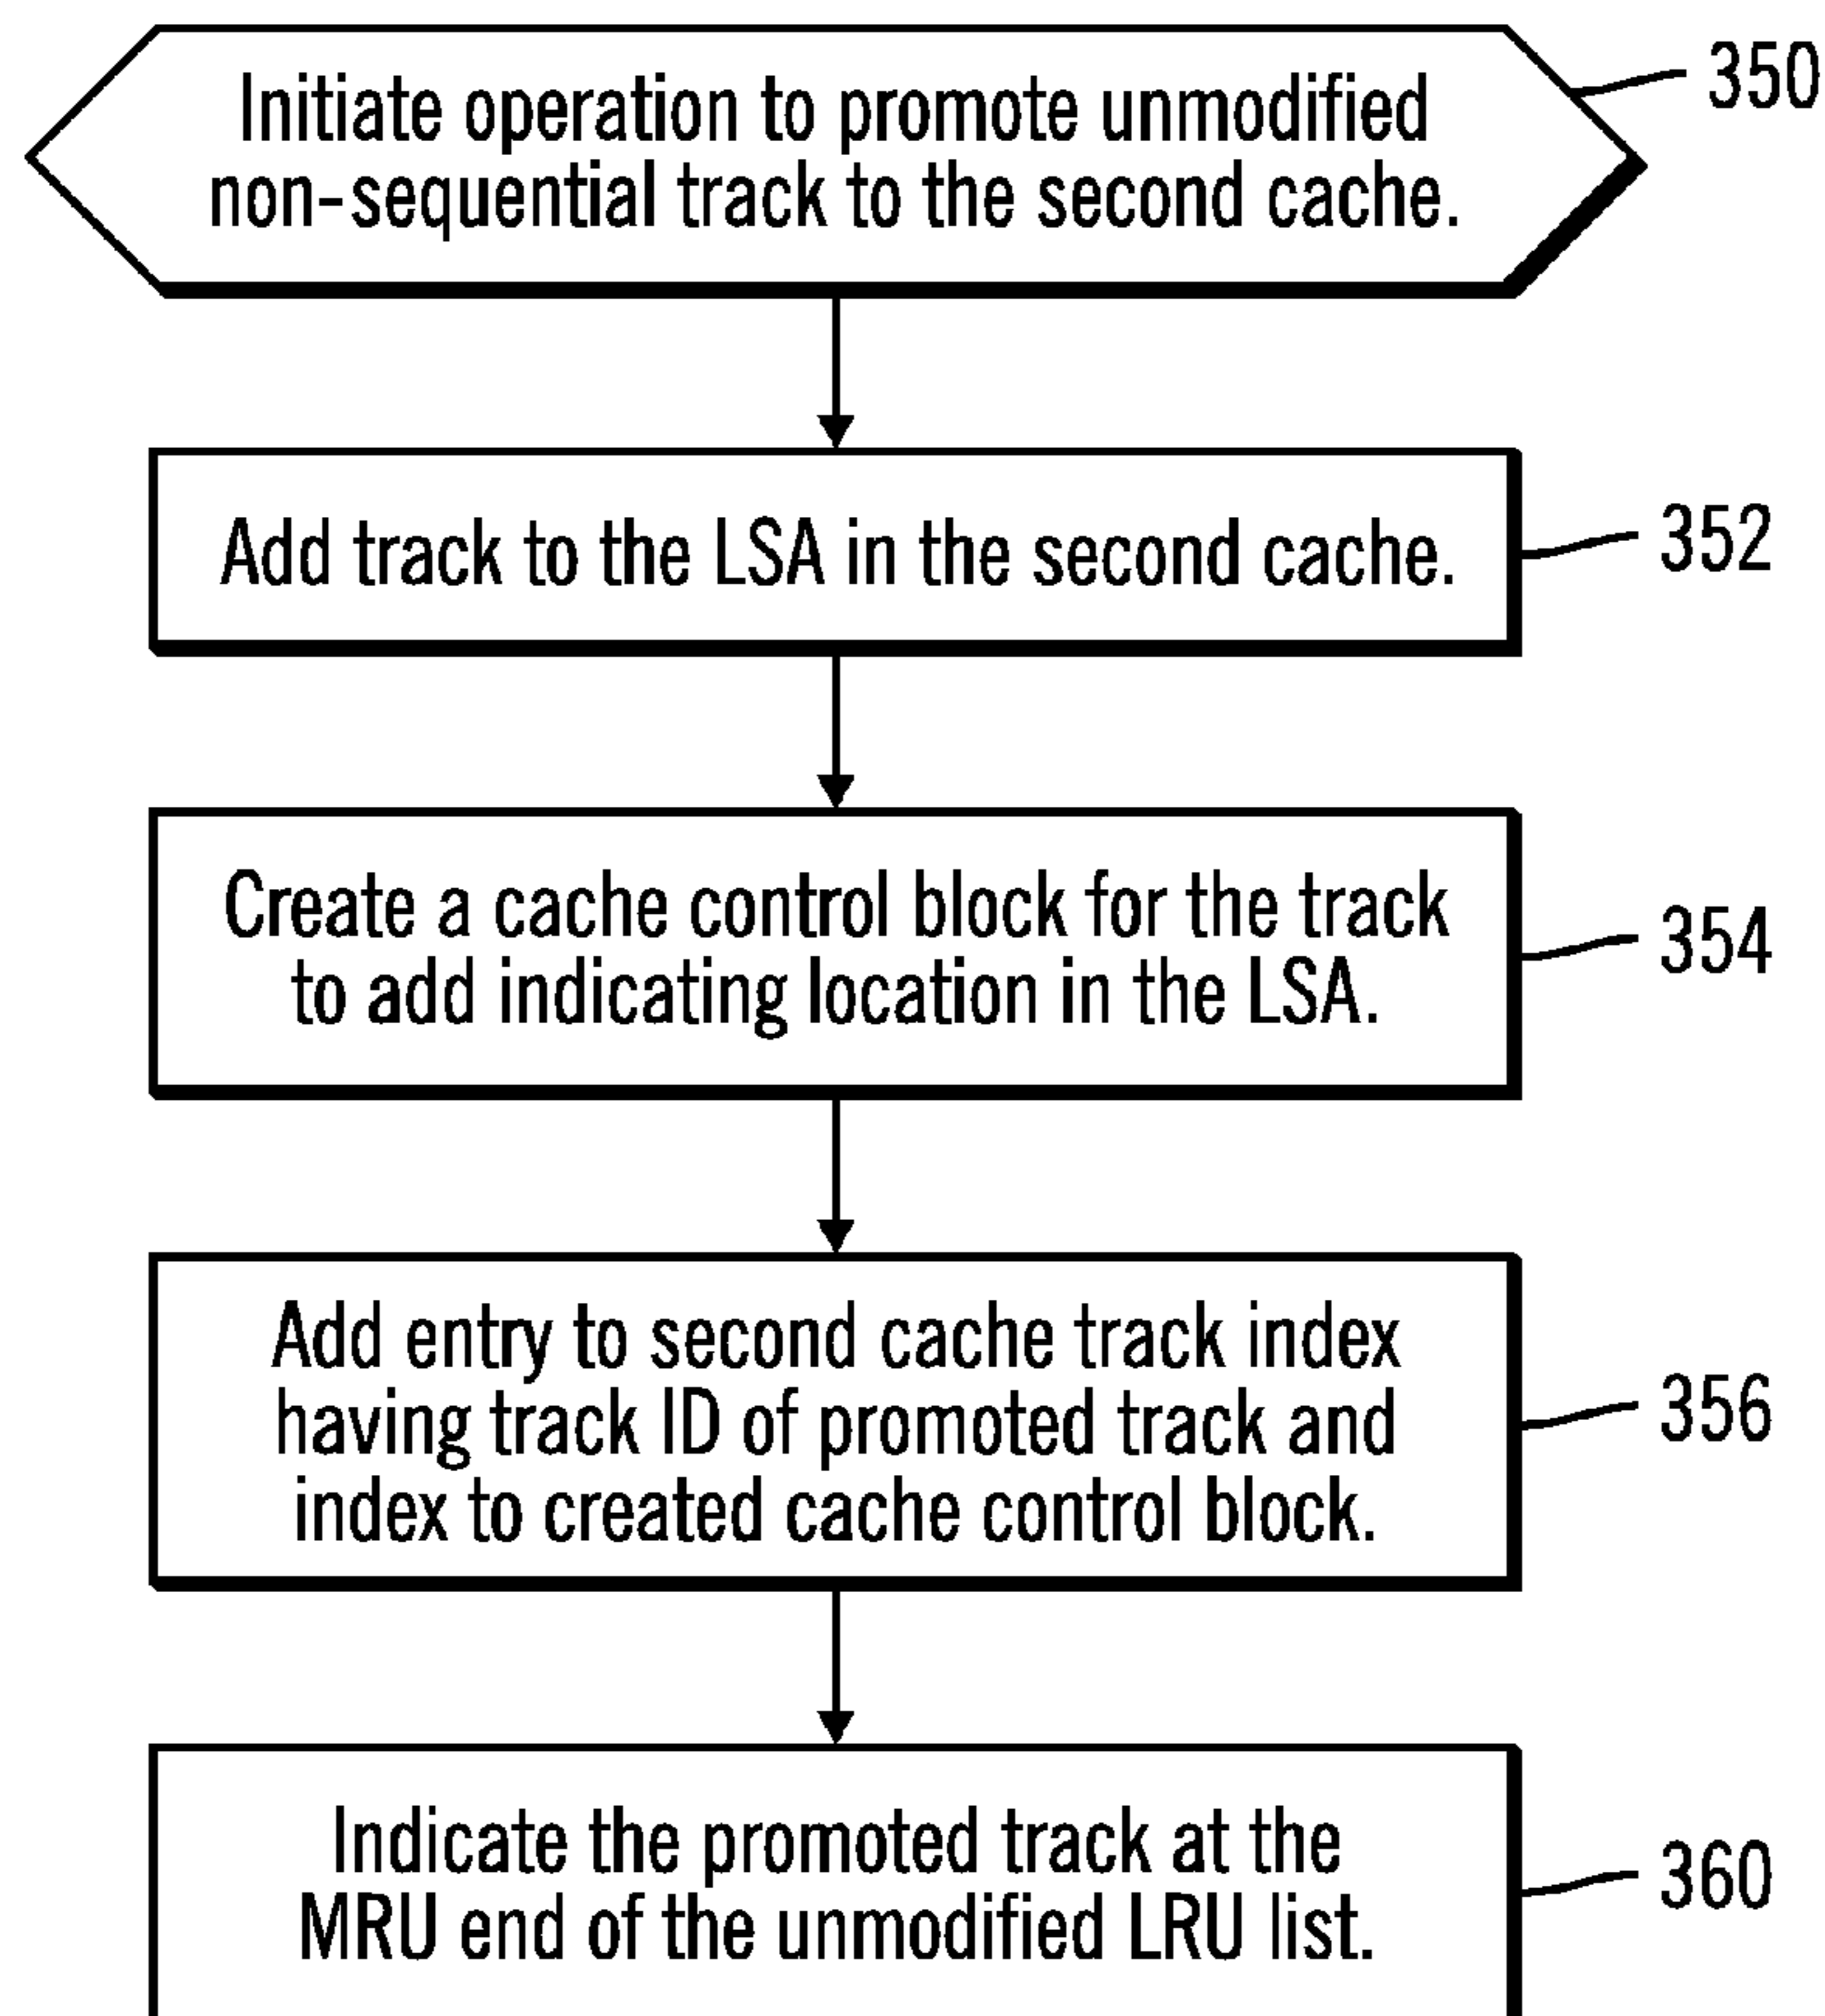 Initiate operation to promote unmodified
non-sequential track to the second cache.
350
Add track to the LSA in the second cache.
352
Create a cache control block for the track
to add indicating location in the LSA.
354
Add entry to second cache track index
having track ID of promoted track and
index to created cache control block.
356
Indicate the promoted track at the
MRU end of the unmodified LRU list.
360